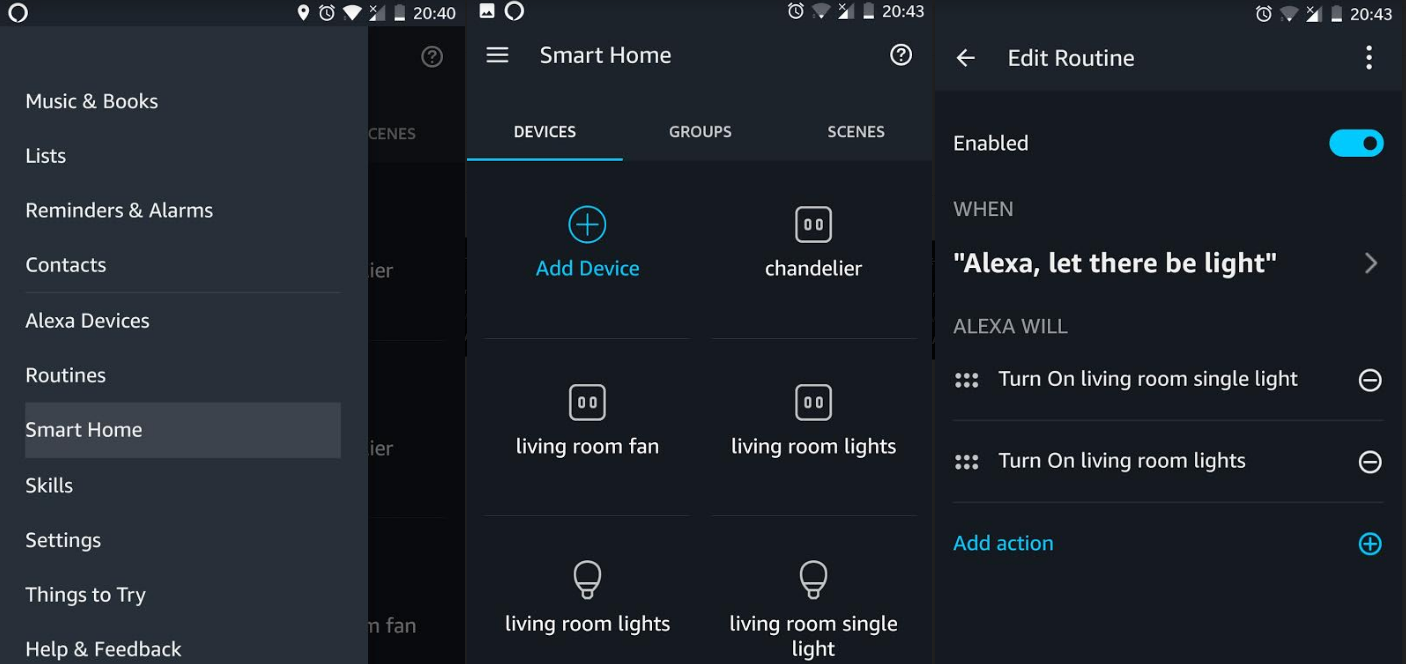 20:40
Music & Books
Lists
Reminders & Alarms
Contacts
Alexa Devices
Routines
Smart Home
Skills
Settings
Things to Try
Help & Feedback
CENES
lier
lier
m fan
20:43
Smart Home
DEVICES GROUPS SCENES
Add Device
chandelier
living room fan
living room lights
living room lights
living room single
light
20:43
Edit Routine
Enabled
WHEN
"Alexa, let there be light"
ALEXA WILL
Turn On living room single light
Turn On living room lights
Add action